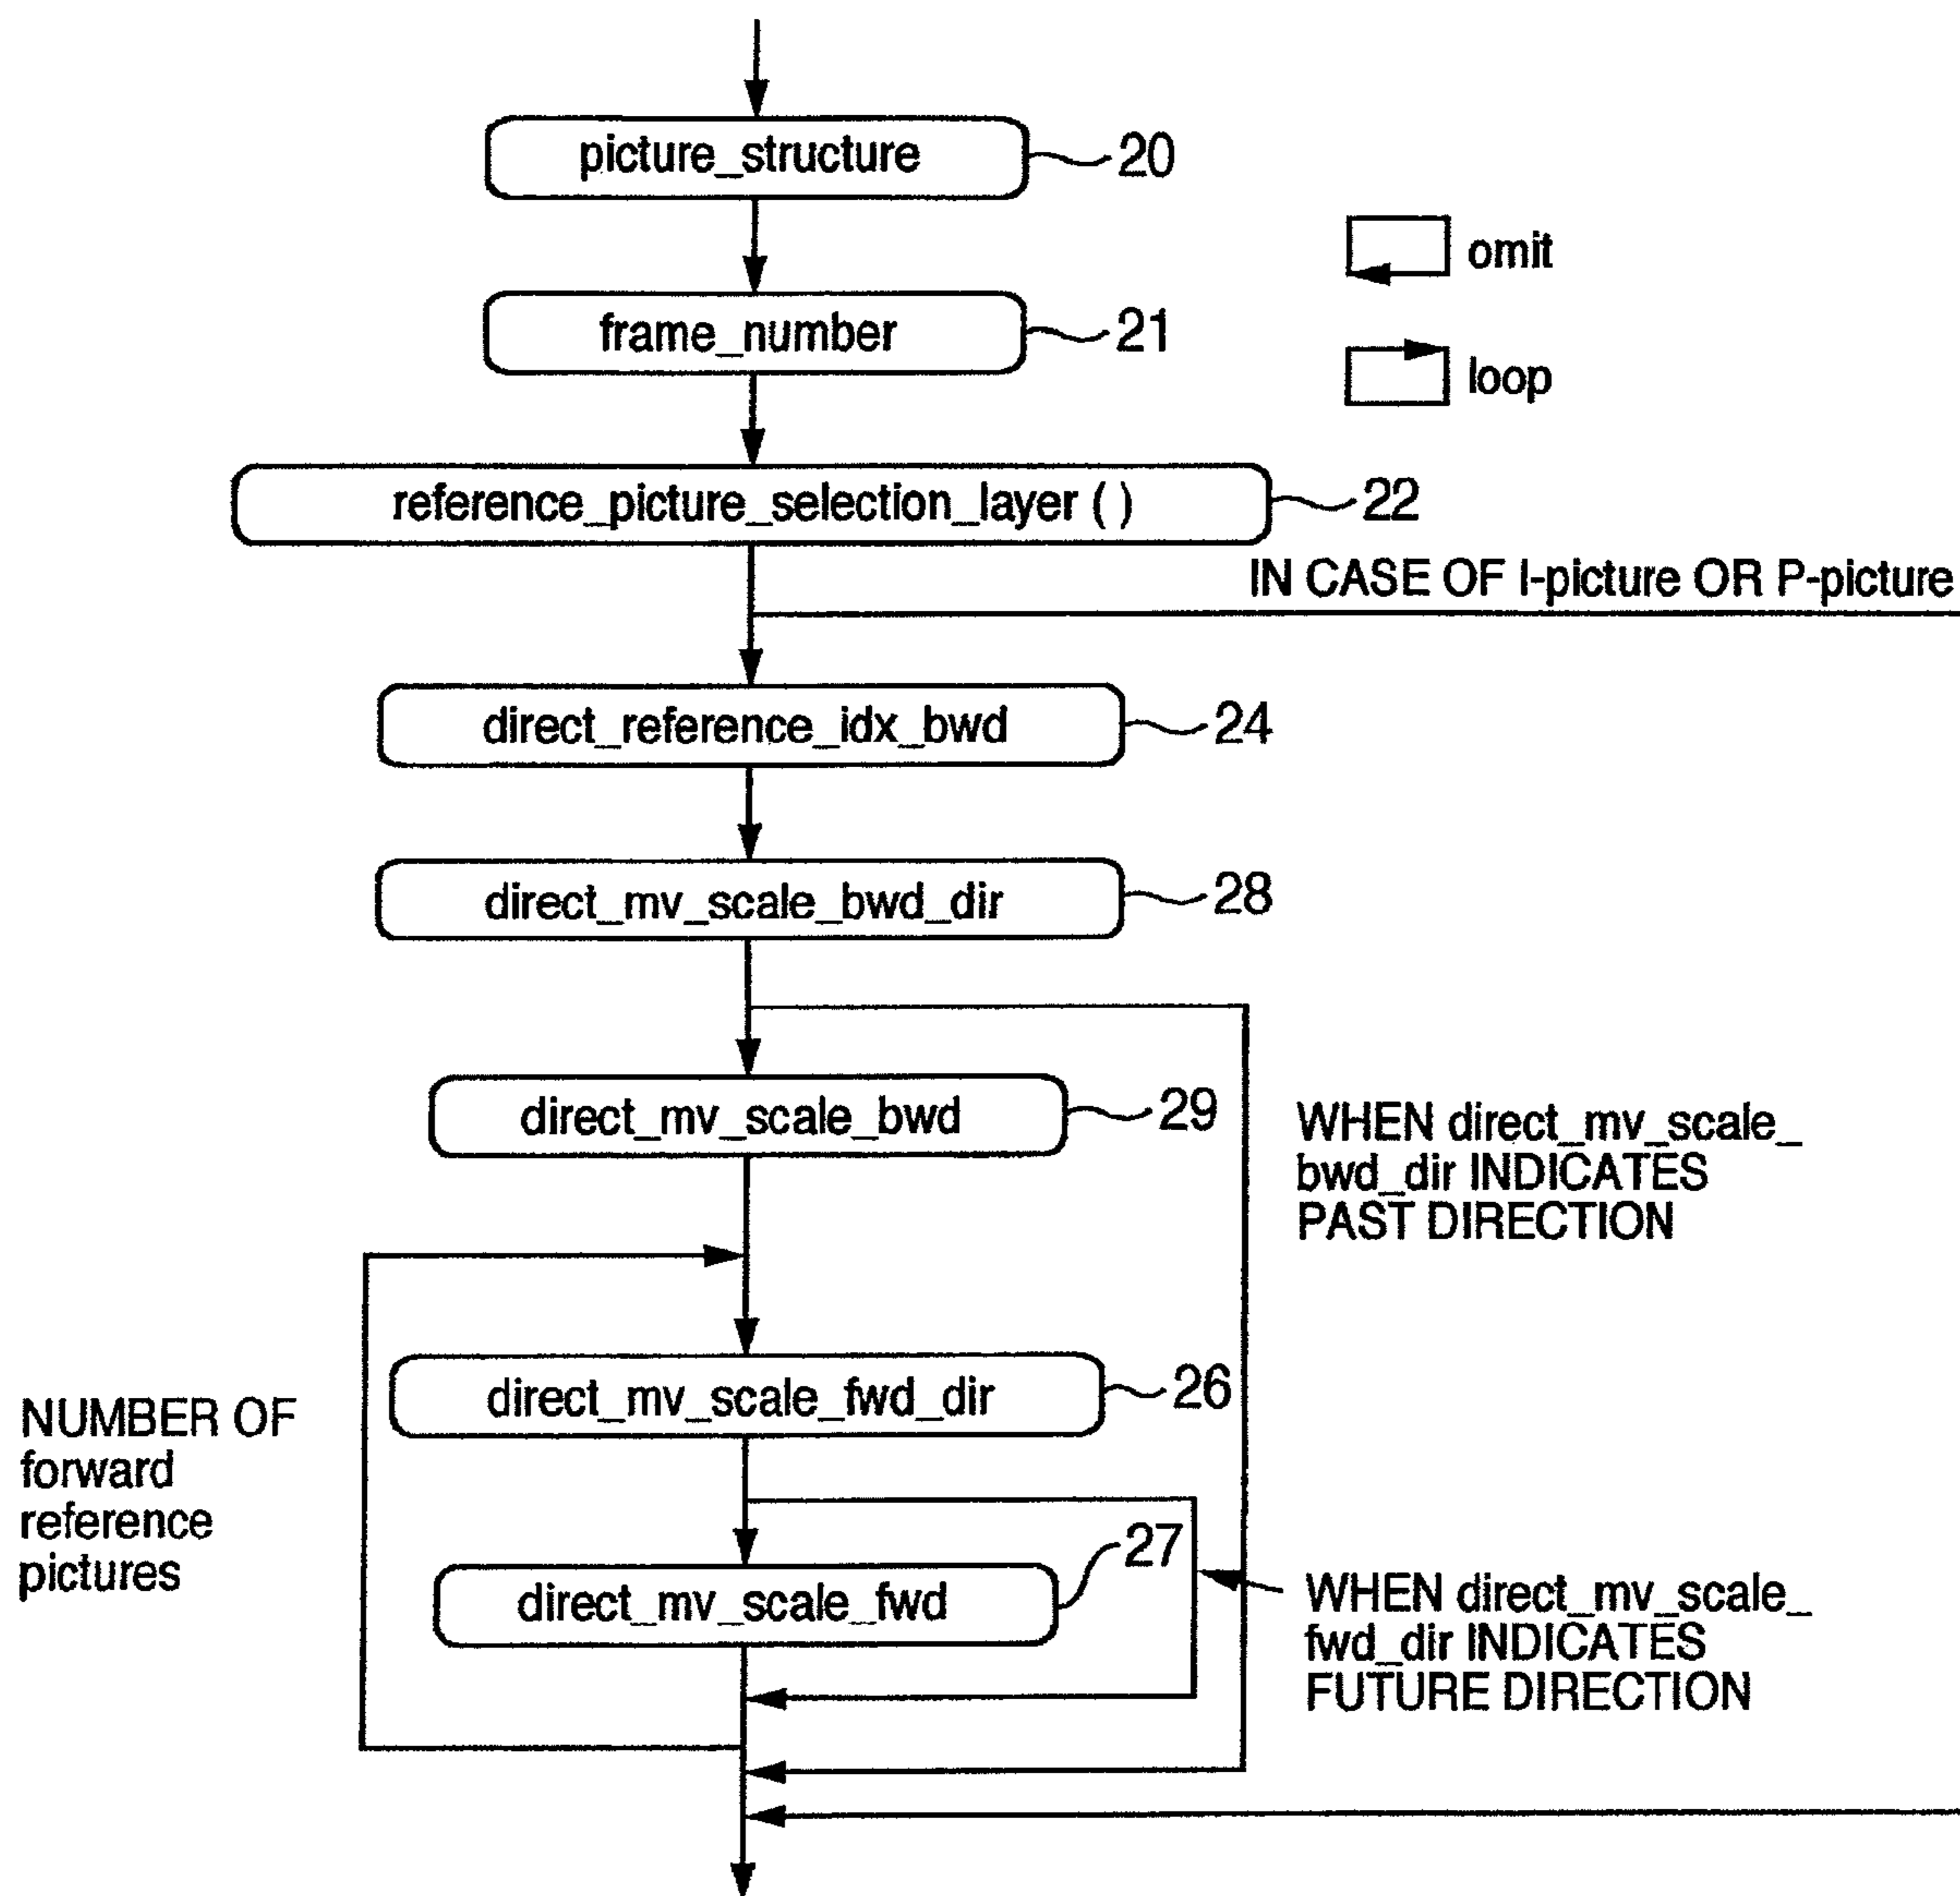 picture_structure
20
frame_number
21
omit
loop
reference_picture_selection_layer ( )
22
IN CASE OF I-picture OR P-picture
direct_reference_idx_bwd
24
direct_mv_scale_bwd_dir
28
direct_mv_scale_bwd
29
WHEN direct_mv_scale_
bwd_dir INDICATES
PAST DIRECTION
direct_mv_scale_fwd_dir
26
NUMBER OF
forward
reference
pictures
direct_mv_scale_fwd
27
WHEN direct_mv_scale_
fwd_dir INDICATES
FUTURE DIRECTION